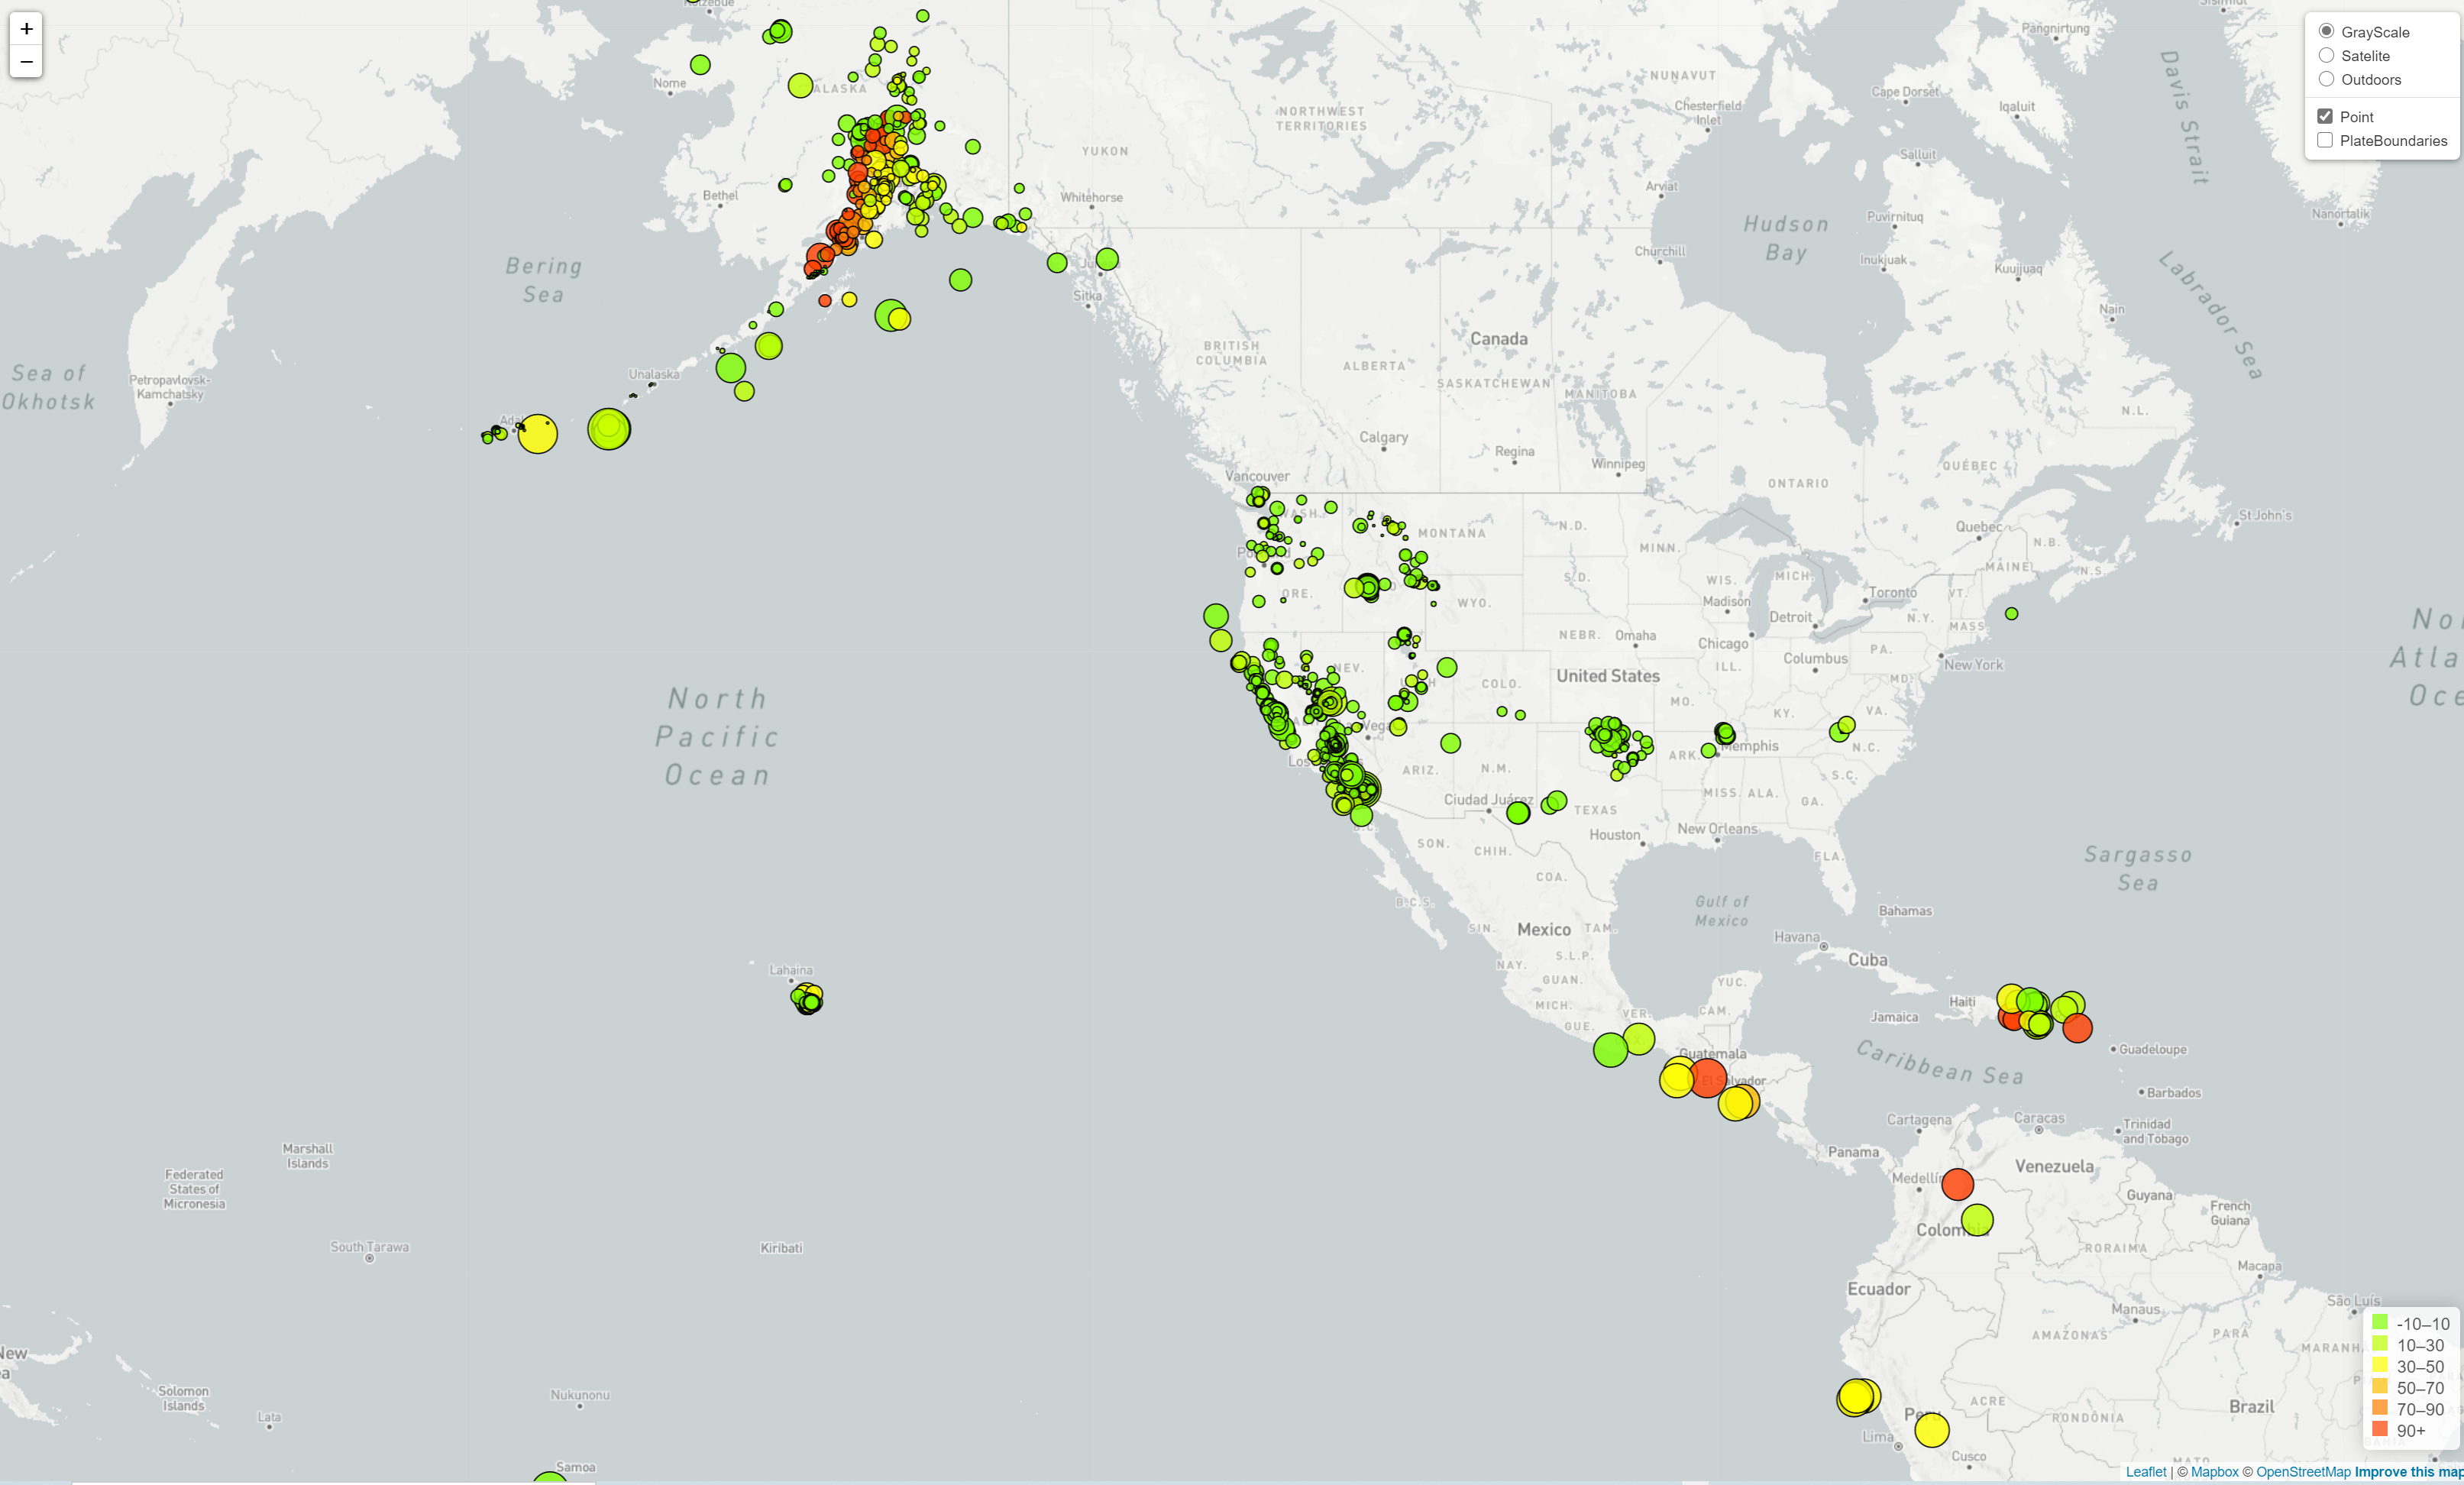 +
−
Kotzebue
Nome
ALASKA
Bethel
Bering
Sea
Sea of
Okhotsk
Petropavlovsk-
Kamchatsky
Unalaska
YUKON
Whitehorse
Sitka
NORTHWEST
TERRITORIES
NUNAVUT
Chesterfield
Inlet
Cape Dorset
Pangnirtung
Iqaluit
Salluit
Arviat
Puvirnituq
Hudson
Bay
Churchill
Inukjuak
Kuujjuaq
Nain
Davis Strait
Nanortalik
Labrador Sea
GrayScale
Satelite
Outdoors
Point
PlateBoundaries
BRITISH
COLUMBIA
ALBERTA
Canada
SASKATCHEWAN
MANITOBA
N.L.
Calgary
Regina
Winnipeg
Vancouver
ONTARIO
QUÉBEC
St John's
Quebec
N.B.
MAINE
N.S.
WASH.
MONTANA
N.D.
MINN.
ORE.
S.D.
WIS.
MICH.
Toronto
VT.
Madison
Detroit
N.Y.
MASS.
WYO.
NEBR.
Omaha
Chicago
PA.
ILL.
Columbus
New York
NEV.
COLO.
United States
MD.
MO.
KY.
VA.
Memphis
N.C.
ARK.
ARIZ.
N.M.
S.C.
MISS.
ALA.
GA.
Ciudad Juárez
TEXAS
Houston
New Orleans
FLA.
North
Pacific
Ocean
SON.
CHIH.
COA.
B.C.S.
Gulf of
Mexico
Sargasso
Sea
Bahamas
SIN.
Mexico
TAM.
Havana
Cuba
S.L.P.
NAY.
GUAN.
YUC.
MICH.
VER.
CAM.
GUE.
Haiti
Jamaica
Guatemala
El Salvador
Guadeloupe
Caribbean Sea
Barbados
Lahaina
Cartagena
Caracas
Trinidad
and Tobago
Panama
Venezuela
Medellín
Guyana
French
Guiana
Colombia
RORAIMA
Macapa
Ecuador
Manaus
São Luís
AMAZONAS
PARÁ
ACRE
RONDÔNIA
Brazil
Peru
Lima
Cusco
Marshall
Islands
Federated
States of
Micronesia
South Tarawa
Kiribati
Solomon
Islands
Lata
Nukunonu
Samoa
-10–10
10–30
30–50
50–70
70–90
90+
Leaflet | © Mapbox © OpenStreetMap Improve this map